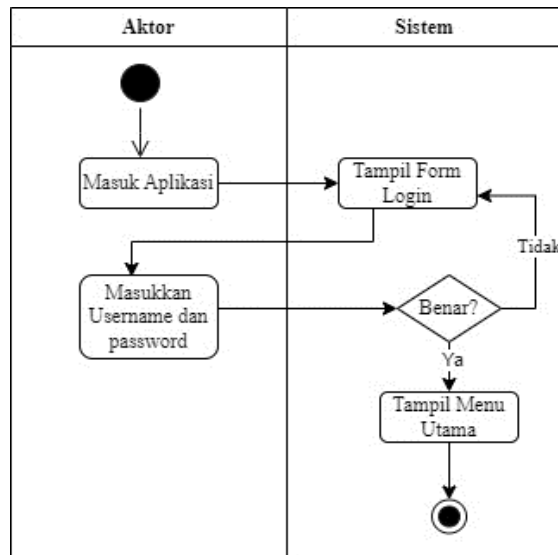 Aktor
Sistem
Masuk Aplikasi
Tampil Form
Login
Tidak
Masukkan
Username dan
password
Benar?
Ya
Tampil Menu
Utama